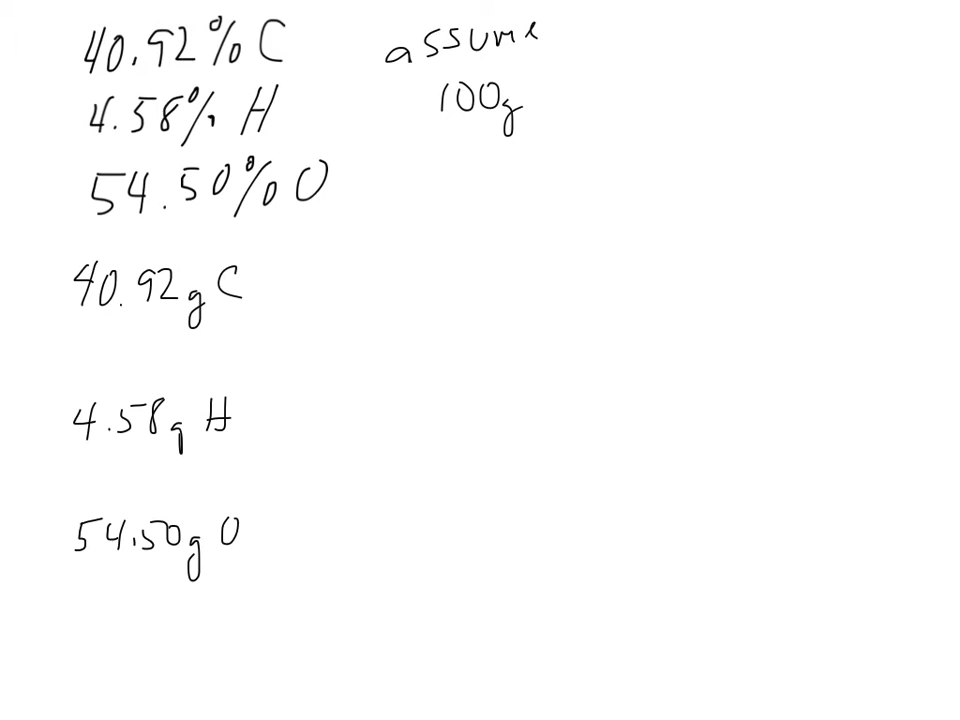 40.92% C
assume
4.58% H
100g
54.50% O
40.92g C
4.58g H
54.50g O